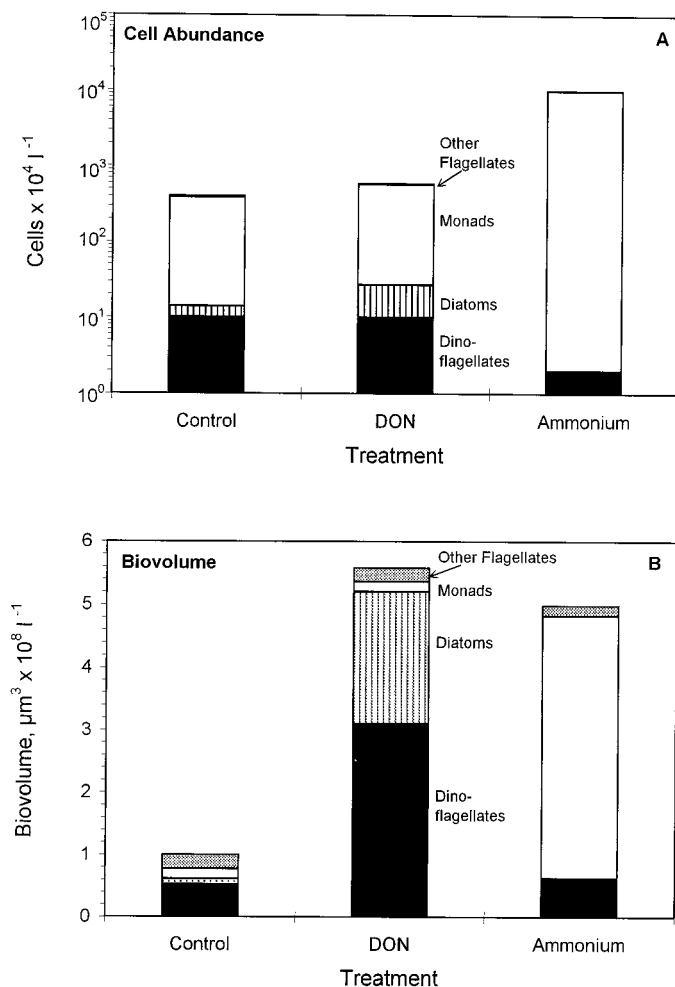 Cell Abundance
A
Cells x 10⁴ l⁻¹
10⁵
10⁴
10³
10²
10¹
10⁰
Other
Flagellates
Monads
Diatoms
Dino-
flagellates
Control
DON
Ammonium
Treatment
Biovolume
B
Biovolume, µm³ x 10⁸ l⁻¹
6
5
4
3
2
1
0
Other Flagellates
Monads
Diatoms
Dino-
flagellates
Control
DON
Ammonium
Treatment